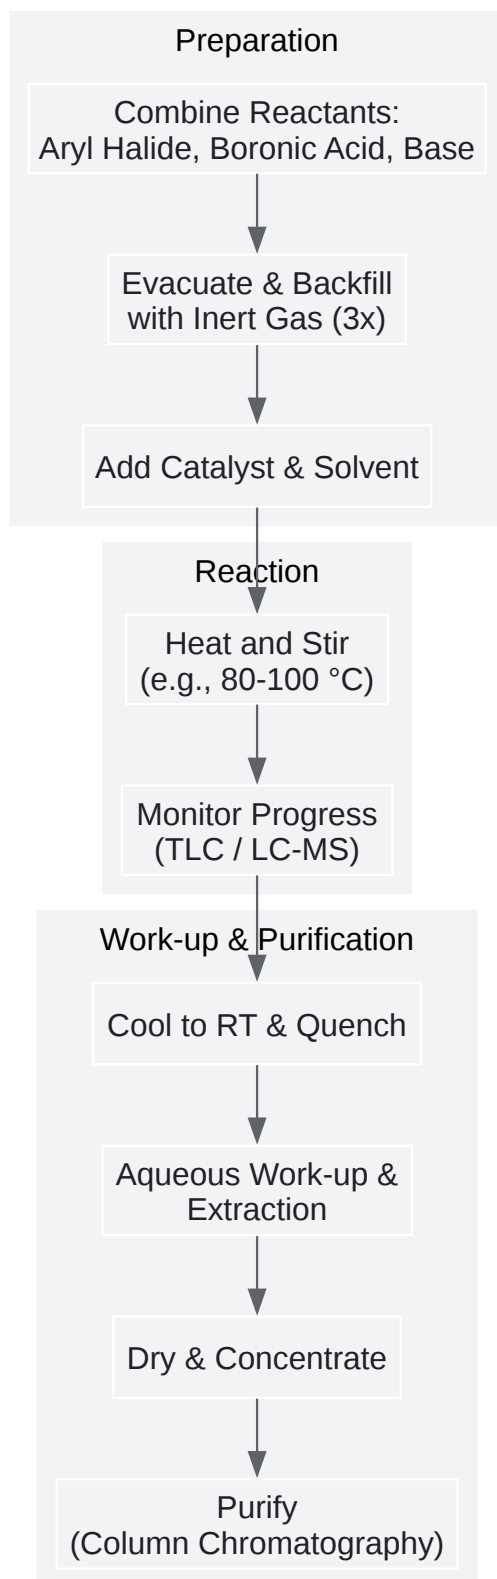 Preparation
Combine Reactants:
Aryl Halide, Boronic Acid, Base
Evacuate & Backfill
with Inert Gas (3x)
Add Catalyst & Solvent
Reaction
Heat and Stir
(e.g., 80-100 °C)
Monitor Progress
(TLC / LC-MS)
Work-up & Purification
Cool to RT & Quench
Aqueous Work-up &
Extraction
Dry & Concentrate
Purify
(Column Chromatography)